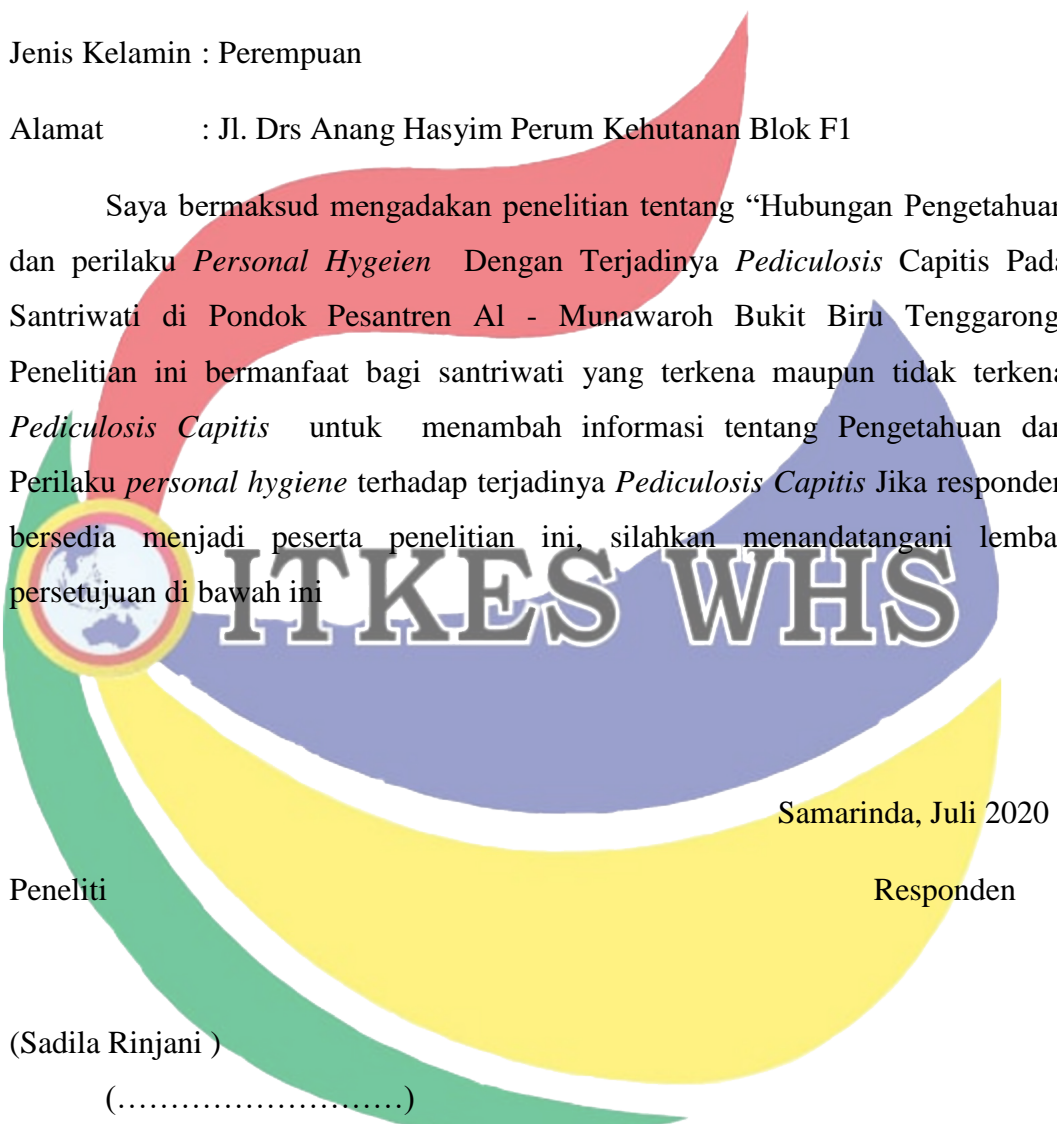 Jenis Kelamin : Perempuan
Alamat : Jl. Drs Anang Hasyim Perum Kehutanan Blok F1
Saya bermaksud mengadakan penelitian tentang “Hubungan Pengetahuan
dan perilaku Personal Hygeien Dengan Terjadinya Pediculosis Capitis Pada
Santriwati di Pondok Pesantren Al - Munawaroh Bukit Biru Tenggarong
Penelitian ini bermanfaat bagi santriwati yang terkena maupun tidak terkena
Pediculosis Capitis untuk menambah informasi tentang Pengetahuan dan
Perilaku personal hygiene terhadap terjadinya Pediculosis Capitis Jika responden
bersedia menjadi peserta penelitian ini, silahkan menandatangani lembar
persetujuan di bawah ini
ITKES WHS
Samarinda, Juli 2020
Peneliti Responden
(Sadila Rinjani )
(………………………)